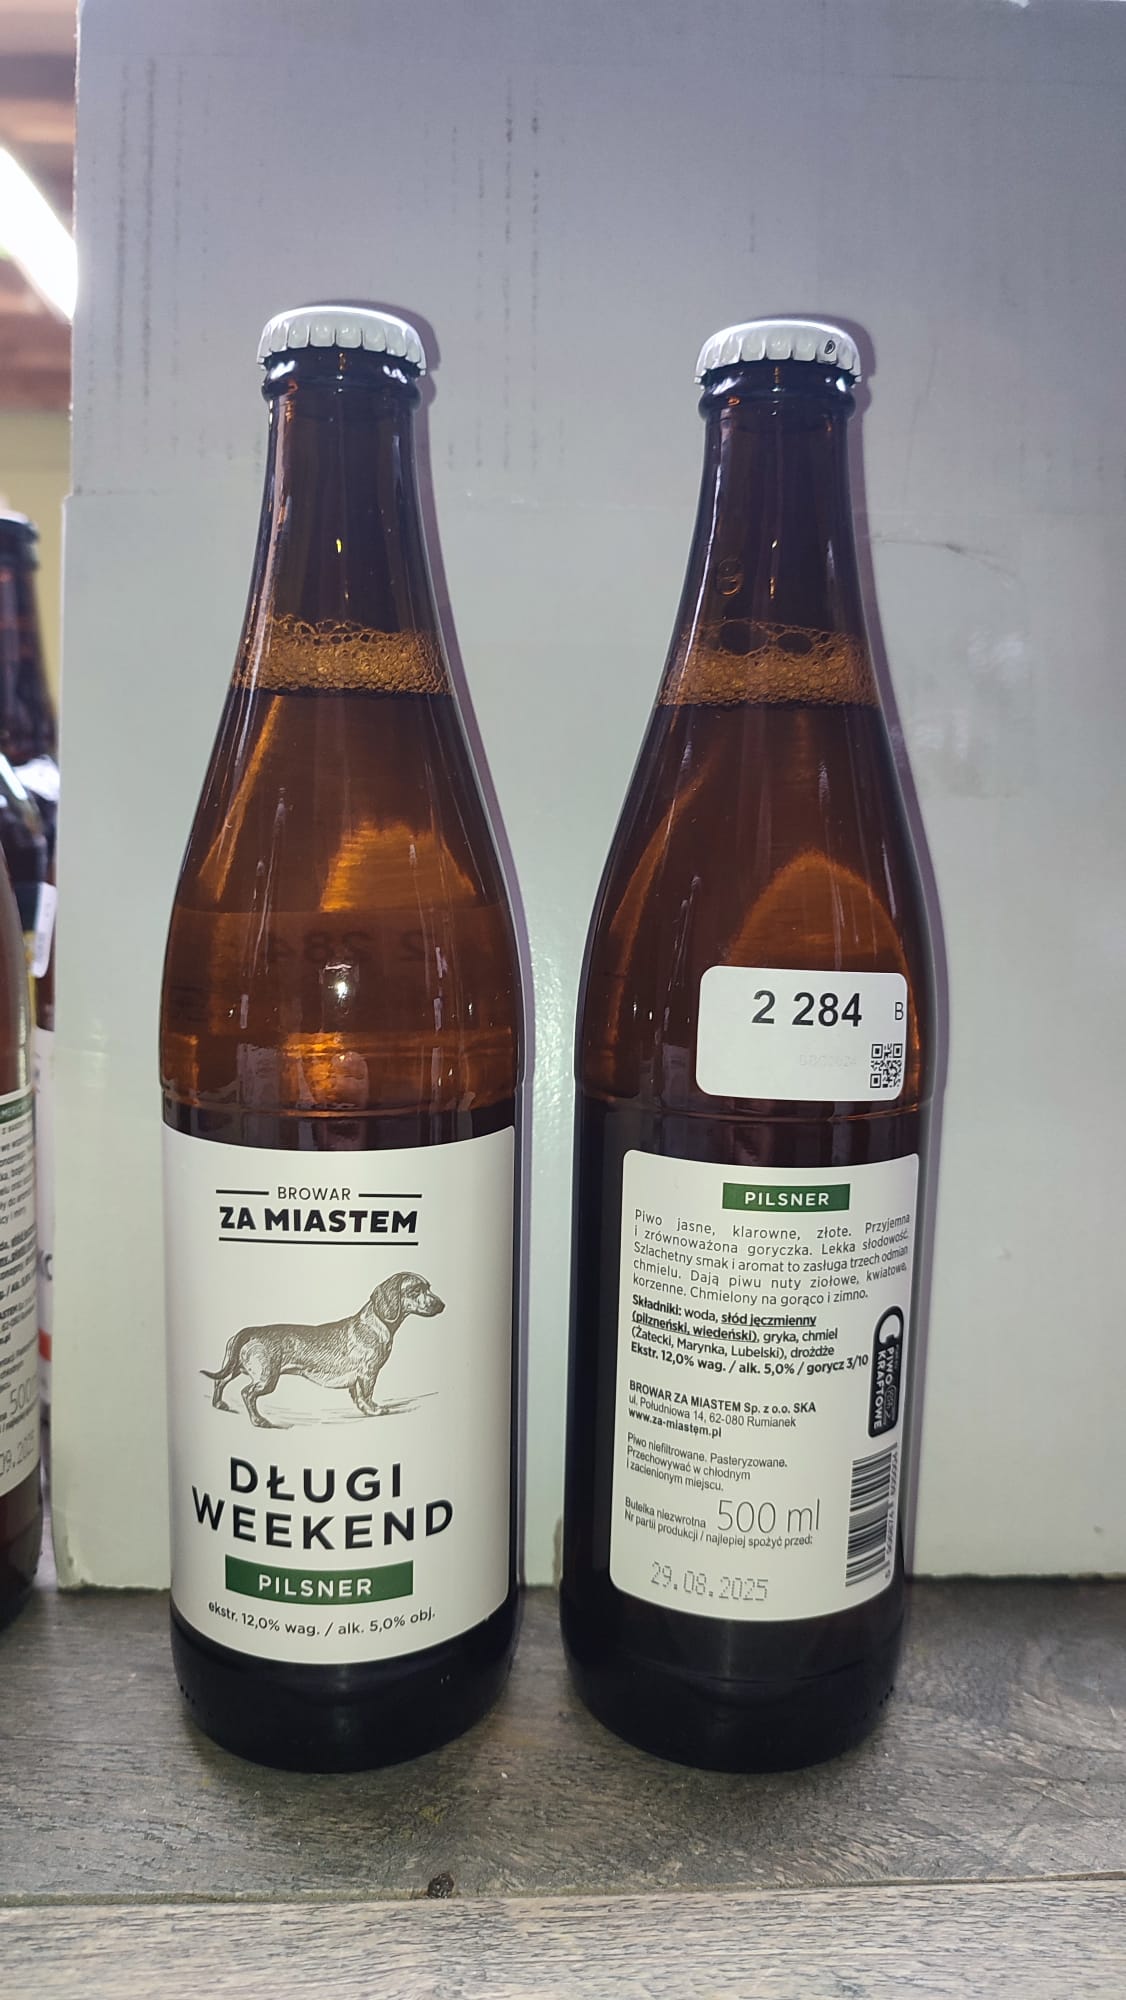 BROWAR
ZA MIASTEM
DŁUGI
WEEKEND
PILSNER
ekstr. 12,0% wag. / alk. 5,0% obj.
2 284
B
PILSNER
Piwo jasne, klarowne, złote. Przyjemna
i zrównoważona goryczka. Lekka słodowość.
Szlachetny smak i aromat to zasługa trzech odmian
chmielu. Dają piwu nuty ziołowe, kwiatowe,
korzenne. Chmielony na gorąco i zimno.
Składniki: woda, słód jęczmienny
(pilzneński, wiedeński), gryka, chmiel
(Žatecki, Marynka, Lubelski), drożdże
Ekstr. 12,0% wag. / alk. 5,0% / gorycz 3/10
PIWO
KRAFTOWE
BROWAR ZA MIASTEM Sp. z o.o. SKA
ul. Południowa 14, 62-080 Rumianek
www.za-miastem.pl
Piwo niefiltrowane. Pasteryzowane.
Przechowywać w chłodnym
i zacienionym miejscu.
Butelka niezwrotna 500 ml
Nr partii produkcji / najlepiej spożyć przed:
29.08.2025